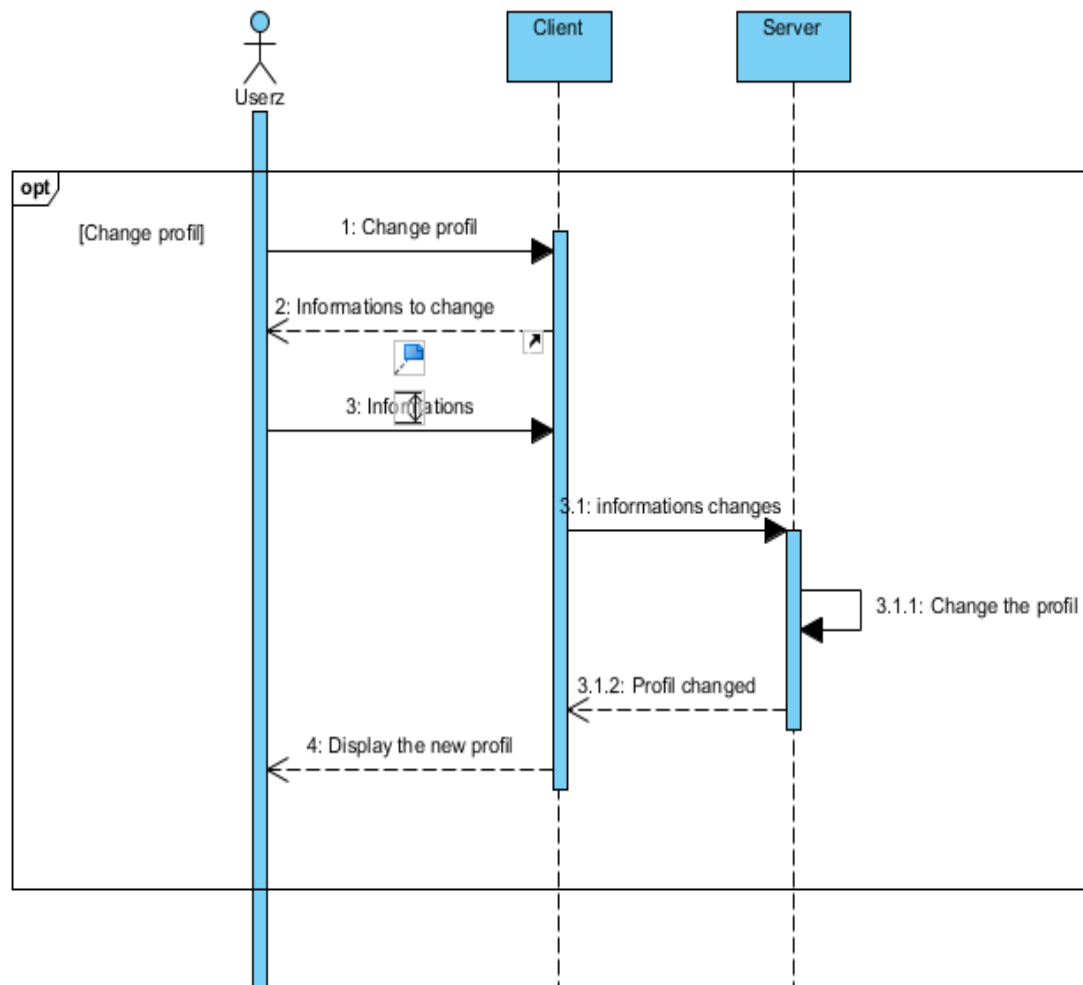 Client
Server
Userz
opt
[Change profil]
1: Change profil
2: Informations to change
3: Informations
3.1: informations changes
3.1.1: Change the profil
3.1.2: Profil changed
4: Display the new profil